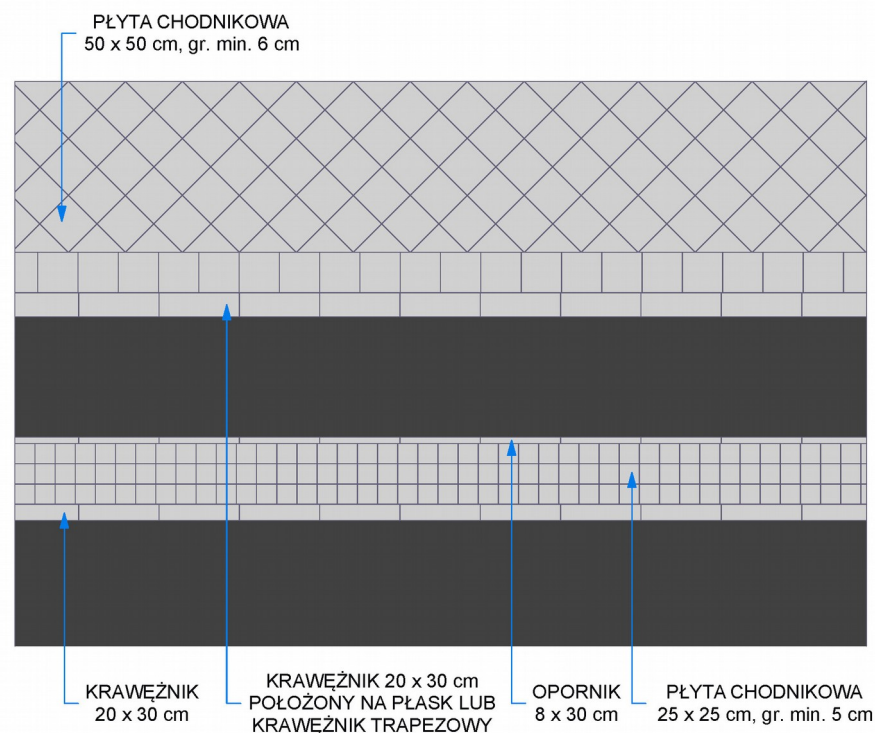 PŁYTA CHODNIKOWA
50 x 50 cm, gr. min. 6 cm
KRAWĘŻNIK
20 x 30 cm
KRAWĘŻNIK 20 x 30 cm
POŁOŻONY NA PŁASK LUB
KRAWĘŻNIK TRAPEZOWY
OPORNIK
8 x 30 cm
PŁYTA CHODNIKOWA
25 x 25 cm, gr. min. 5 cm